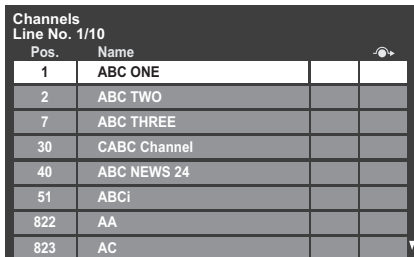 Channels
Line No. 1/10
Pos. Name
1 ABC ONE
2 ABC TWO
7 ABC THREE
30 CABC Channel
40 ABC NEWS 24
51 ABCi
822 AA
823 AC